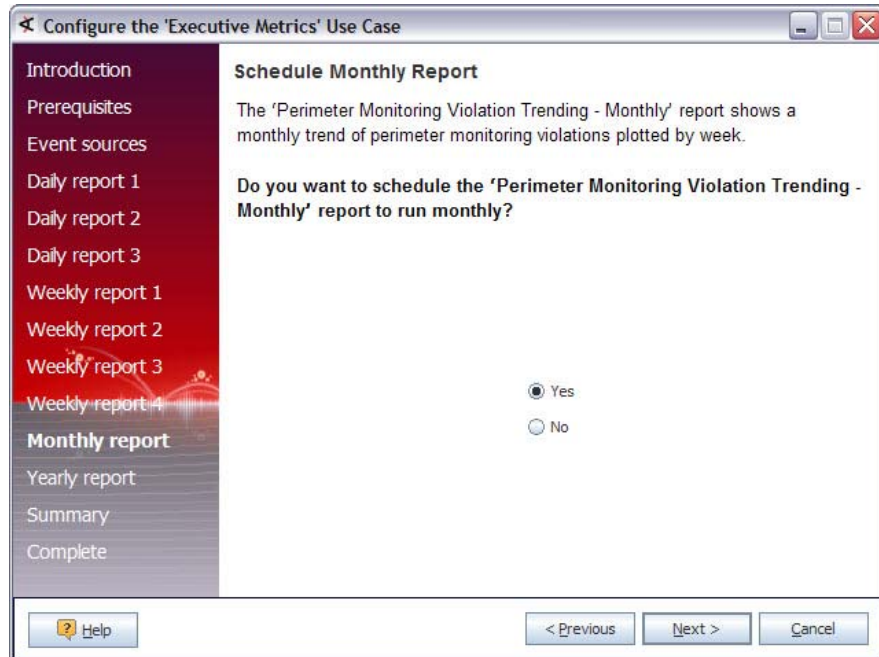 Configure the 'Executive Metrics' Use Case
Introduction
Prerequisites
Event sources
Daily report 1
Daily report 2
Daily report 3
Weekly report 1
Weekly report 2
Weekly report 3
Weekly report 4
Monthly report
Yearly report
Summary
Complete
Schedule Monthly Report
The ‘Perimeter Monitoring Violation Trending - Monthly’ report shows a
monthly trend of perimeter monitoring violations plotted by week.
Do you want to schedule the ‘Perimeter Monitoring Violation Trending -
Monthly’ report to run monthly?
Yes
No
Help
< Previous
Next >
Cancel